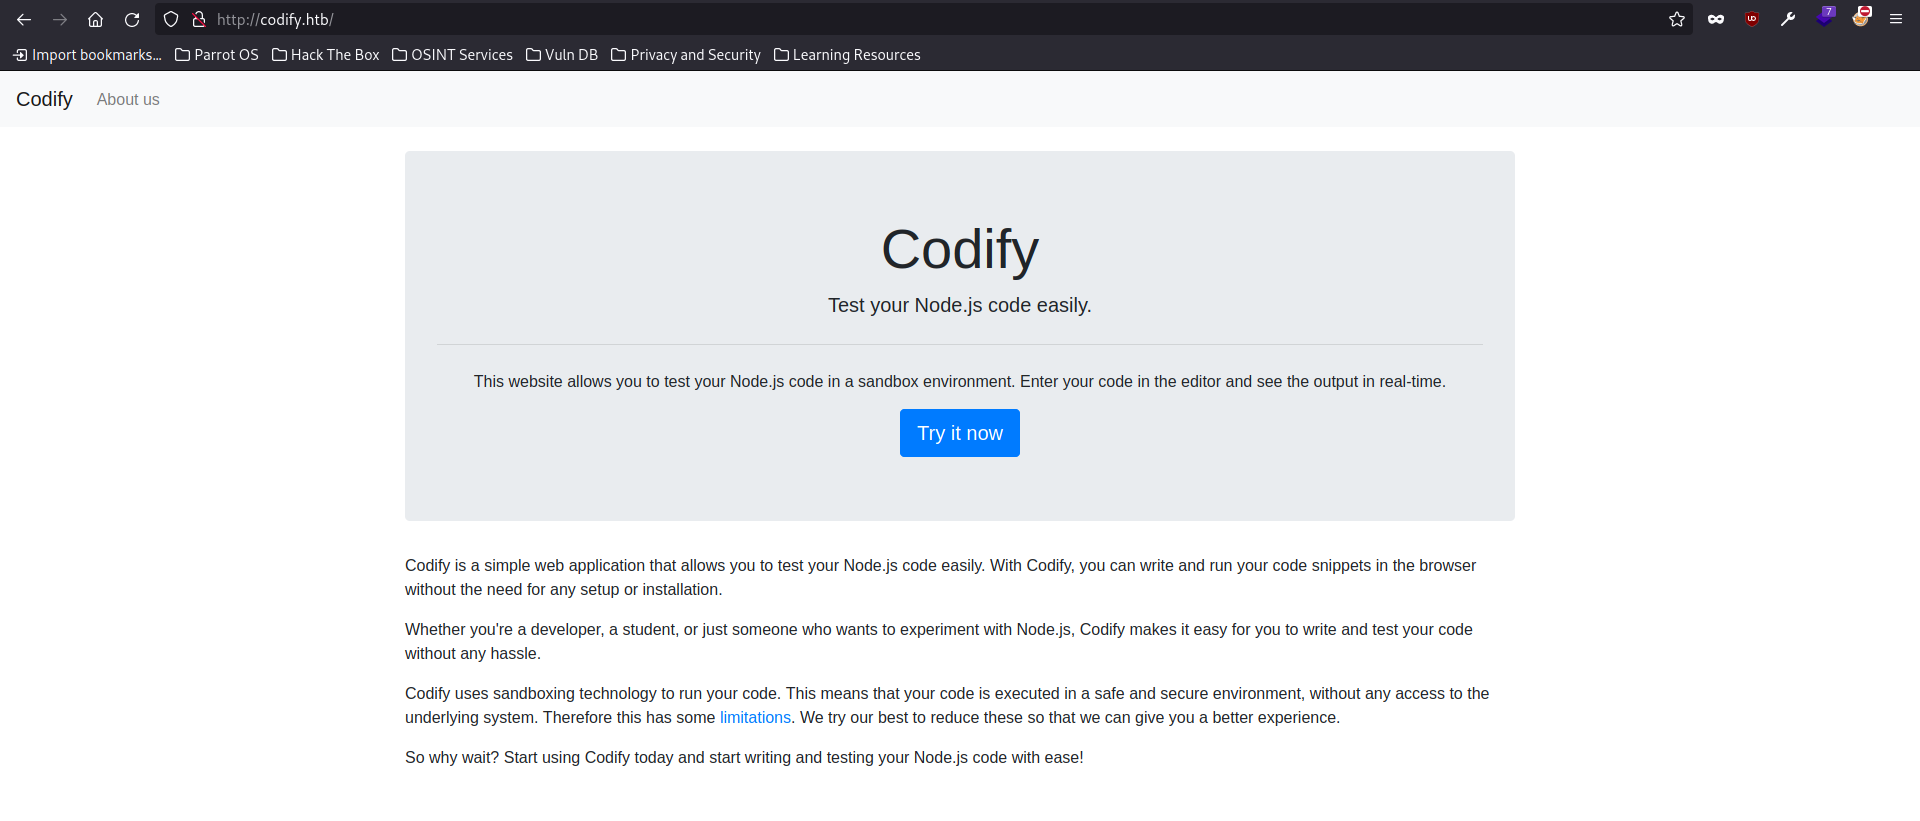 http://codify.htb/
7
Import bookmarks... Parrot OS Hack The Box OSINT Services Vuln DB Privacy and Security Learning Resources
Codify About us
Codify
Test your Node.js code easily.
This website allows you to test your Node.js code in a sandbox environment. Enter your code in the editor and see the output in real-time.
Try it now
Codify is a simple web application that allows you to test your Node.js code easily. With Codify, you can write and run your code snippets in the browser
without the need for any setup or installation.
Whether you're a developer, a student, or just someone who wants to experiment with Node.js, Codify makes it easy for you to write and test your code
without any hassle.
Codify uses sandboxing technology to run your code. This means that your code is executed in a safe and secure environment, without any access to the
underlying system. Therefore this has some limitations. We try our best to reduce these so that we can give you a better experience.
So why wait? Start using Codify today and start writing and testing your Node.js code with ease!